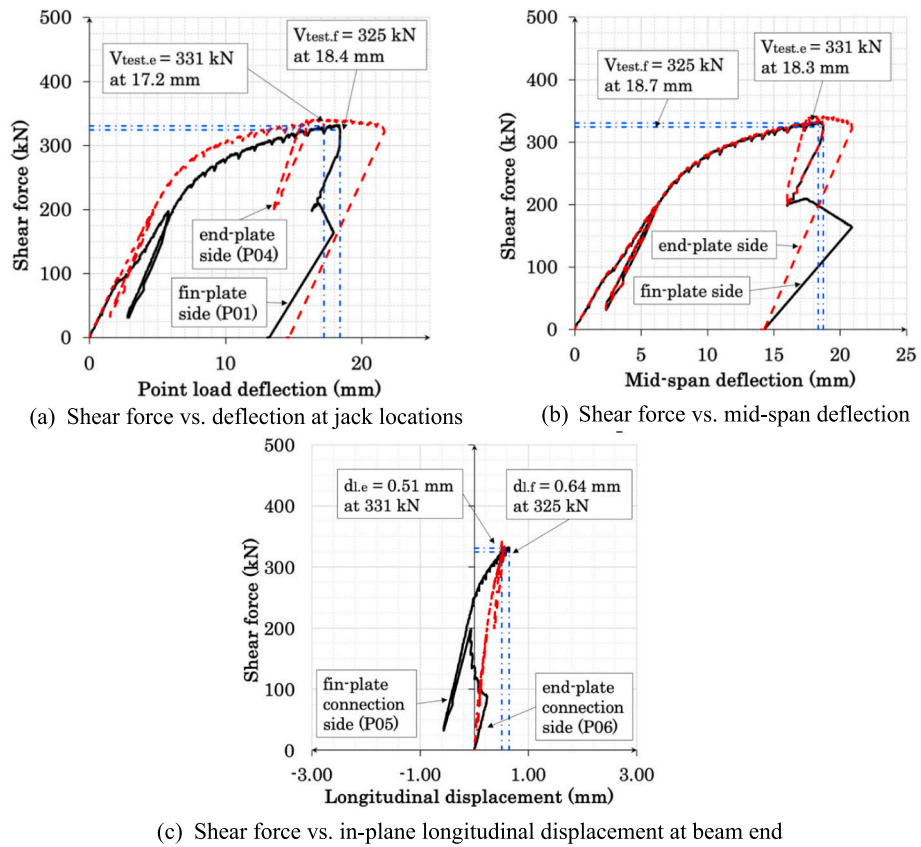 500
400
300
200
100
0
Shear force (kN)
V_test.e = 331 kN
at 17.2 mm
V_test.f = 325 kN
at 18.4 mm
end-plate
side (P04)
fin-plate
side (P01)
0 10 20
Point load deflection (mm)
(a) Shear force vs. deflection at jack locations
500
400
300
200
100
0
Shear force (kN)
V_test.f = 325 kN
at 18.7 mm
V_test.e = 331 kN
at 18.3 mm
end-plate side
fin-plate side
0 5 10 15 20 25
Mid-span deflection (mm)
(b) Shear force vs. mid-span deflection
500
400
300
200
100
0
Shear force (kN)
d_l.e = 0.51 mm
at 331 kN
d_l.f = 0.64 mm
at 325 kN
fin-plate
connection
side (P05)
end-plate
connection
side (P06)
-3.00 -1.00 1.00 3.00
Longitudinal displacement (mm)
(c) Shear force vs. in-plane longitudinal displacement at beam end